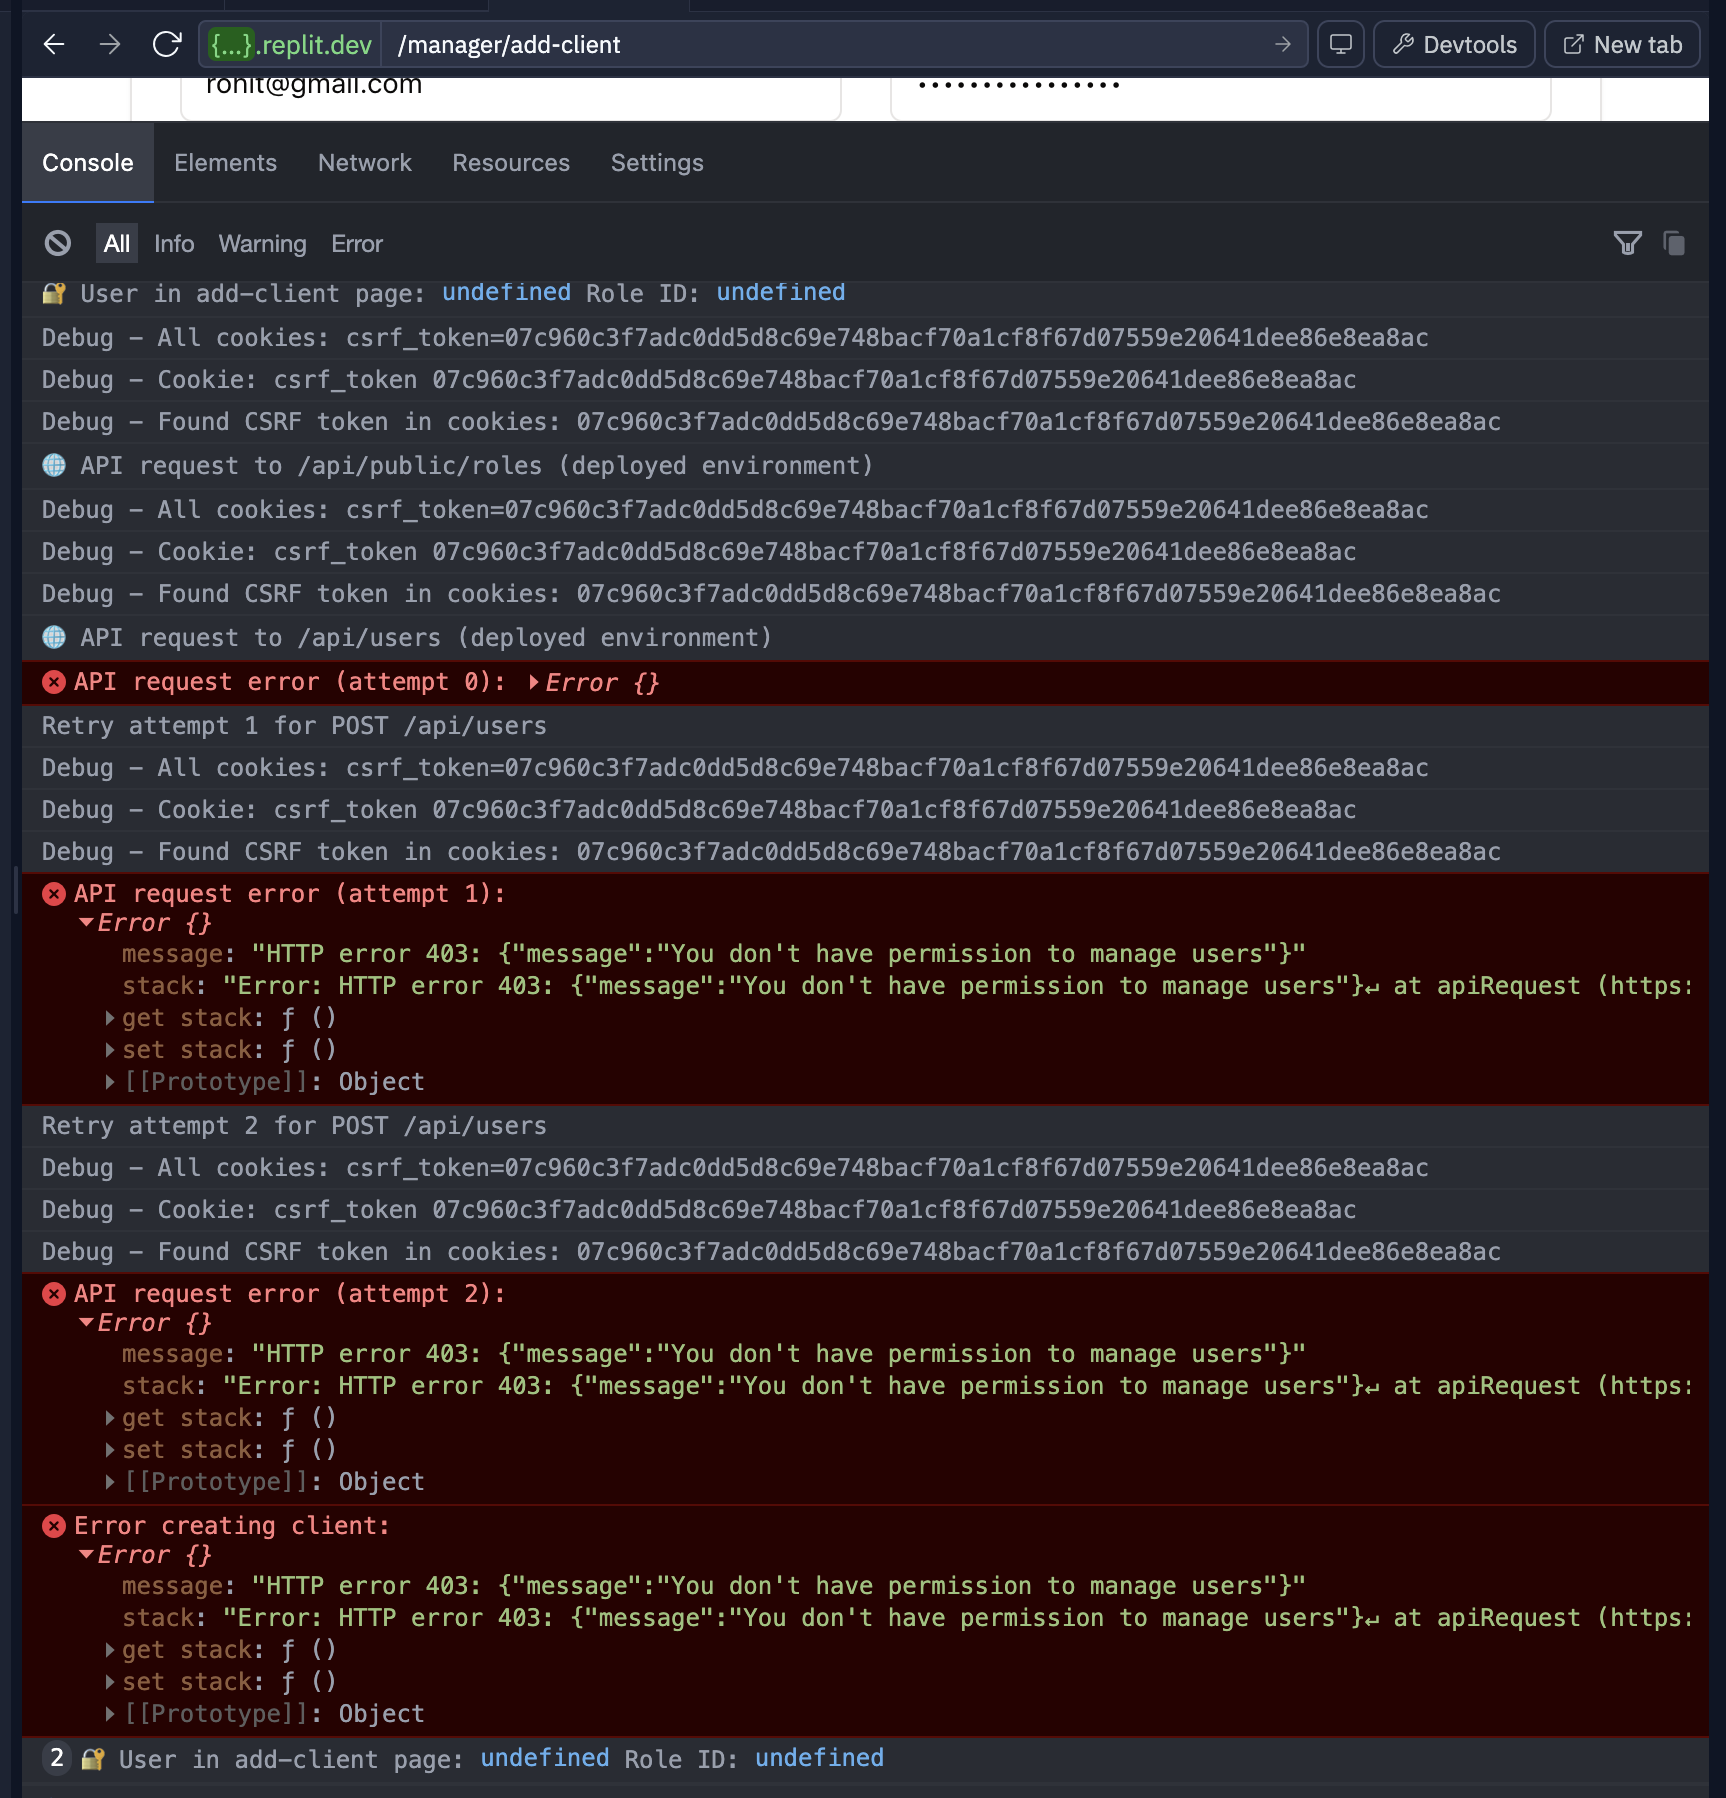 {...}.replit.dev /manager/add-client Devtools New tab
rohit@gmail.com ••••••••••••••••
Console Elements Network Resources Settings
All Info Warning Error
🔐 User in add-client page: undefined Role ID: undefined
Debug – All cookies: csrf_token=07c960c3f7adc0dd5d8c69e748bacf70a1cf8f67d07559e20641dee86e8ea8ac
Debug – Cookie: csrf_token 07c960c3f7adc0dd5d8c69e748bacf70a1cf8f67d07559e20641dee86e8ea8ac
Debug – Found CSRF token in cookies: 07c960c3f7adc0dd5d8c69e748bacf70a1cf8f67d07559e20641dee86e8ea8ac
🌐 API request to /api/public/roles (deployed environment)
Debug – All cookies: csrf_token=07c960c3f7adc0dd5d8c69e748bacf70a1cf8f67d07559e20641dee86e8ea8ac
Debug – Cookie: csrf_token 07c960c3f7adc0dd5d8c69e748bacf70a1cf8f67d07559e20641dee86e8ea8ac
Debug – Found CSRF token in cookies: 07c960c3f7adc0dd5d8c69e748bacf70a1cf8f67d07559e20641dee86e8ea8ac
🌐 API request to /api/users (deployed environment)
API request error (attempt 0): ▶Error {}
Retry attempt 1 for POST /api/users
Debug – All cookies: csrf_token=07c960c3f7adc0dd5d8c69e748bacf70a1cf8f67d07559e20641dee86e8ea8ac
Debug – Cookie: csrf_token 07c960c3f7adc0dd5d8c69e748bacf70a1cf8f67d07559e20641dee86e8ea8ac
Debug – Found CSRF token in cookies: 07c960c3f7adc0dd5d8c69e748bacf70a1cf8f67d07559e20641dee86e8ea8ac
API request error (attempt 1):
▼Error {}
message: "HTTP error 403: {"message":"You don't have permission to manage users"}"
stack: "Error: HTTP error 403: {"message":"You don't have permission to manage users"}↵ at apiRequest (https:
▶get stack: ƒ ()
▶set stack: ƒ ()
▶[[Prototype]]: Object
Retry attempt 2 for POST /api/users
Debug – All cookies: csrf_token=07c960c3f7adc0dd5d8c69e748bacf70a1cf8f67d07559e20641dee86e8ea8ac
Debug – Cookie: csrf_token 07c960c3f7adc0dd5d8c69e748bacf70a1cf8f67d07559e20641dee86e8ea8ac
Debug – Found CSRF token in cookies: 07c960c3f7adc0dd5d8c69e748bacf70a1cf8f67d07559e20641dee86e8ea8ac
API request error (attempt 2):
▼Error {}
message: "HTTP error 403: {"message":"You don't have permission to manage users"}"
stack: "Error: HTTP error 403: {"message":"You don't have permission to manage users"}↵ at apiRequest (https:
▶get stack: ƒ ()
▶set stack: ƒ ()
▶[[Prototype]]: Object
Error creating client:
▼Error {}
message: "HTTP error 403: {"message":"You don't have permission to manage users"}"
stack: "Error: HTTP error 403: {"message":"You don't have permission to manage users"}↵ at apiRequest (https:
▶get stack: ƒ ()
▶set stack: ƒ ()
▶[[Prototype]]: Object
2 🔐 User in add-client page: undefined Role ID: undefined